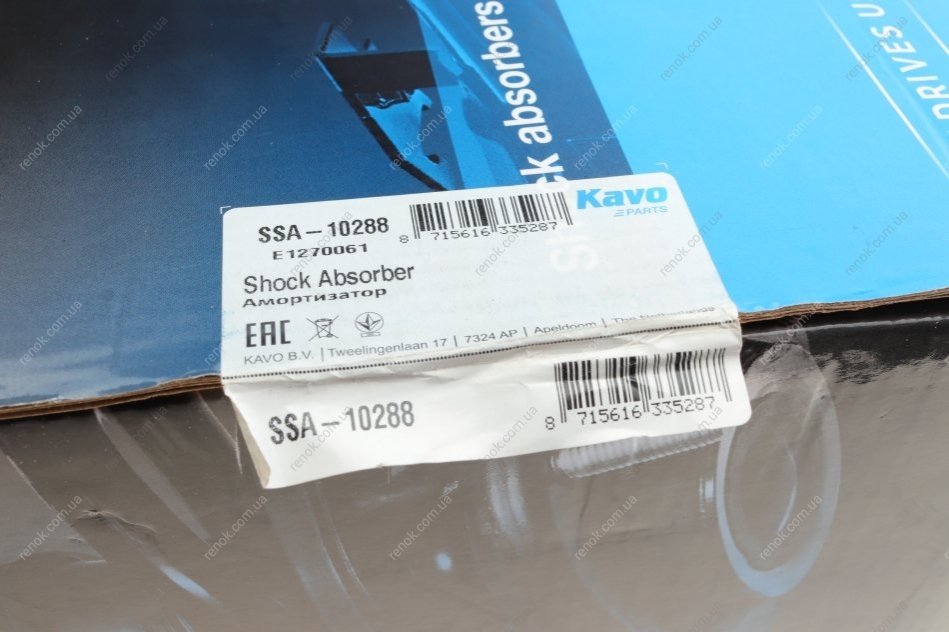 Shock absorbers
DRIVES U
Kavo
PARTS
SSA-10288
E1270061
8 715616 335287
Shock Absorber
Амортизатор
EAC
KAVO B.V. | Tweelingenlaan 17 | 7324 AP | Apeldoorn | The Netherlands
SSA-10288
8 715616 335287
renok.com.ua